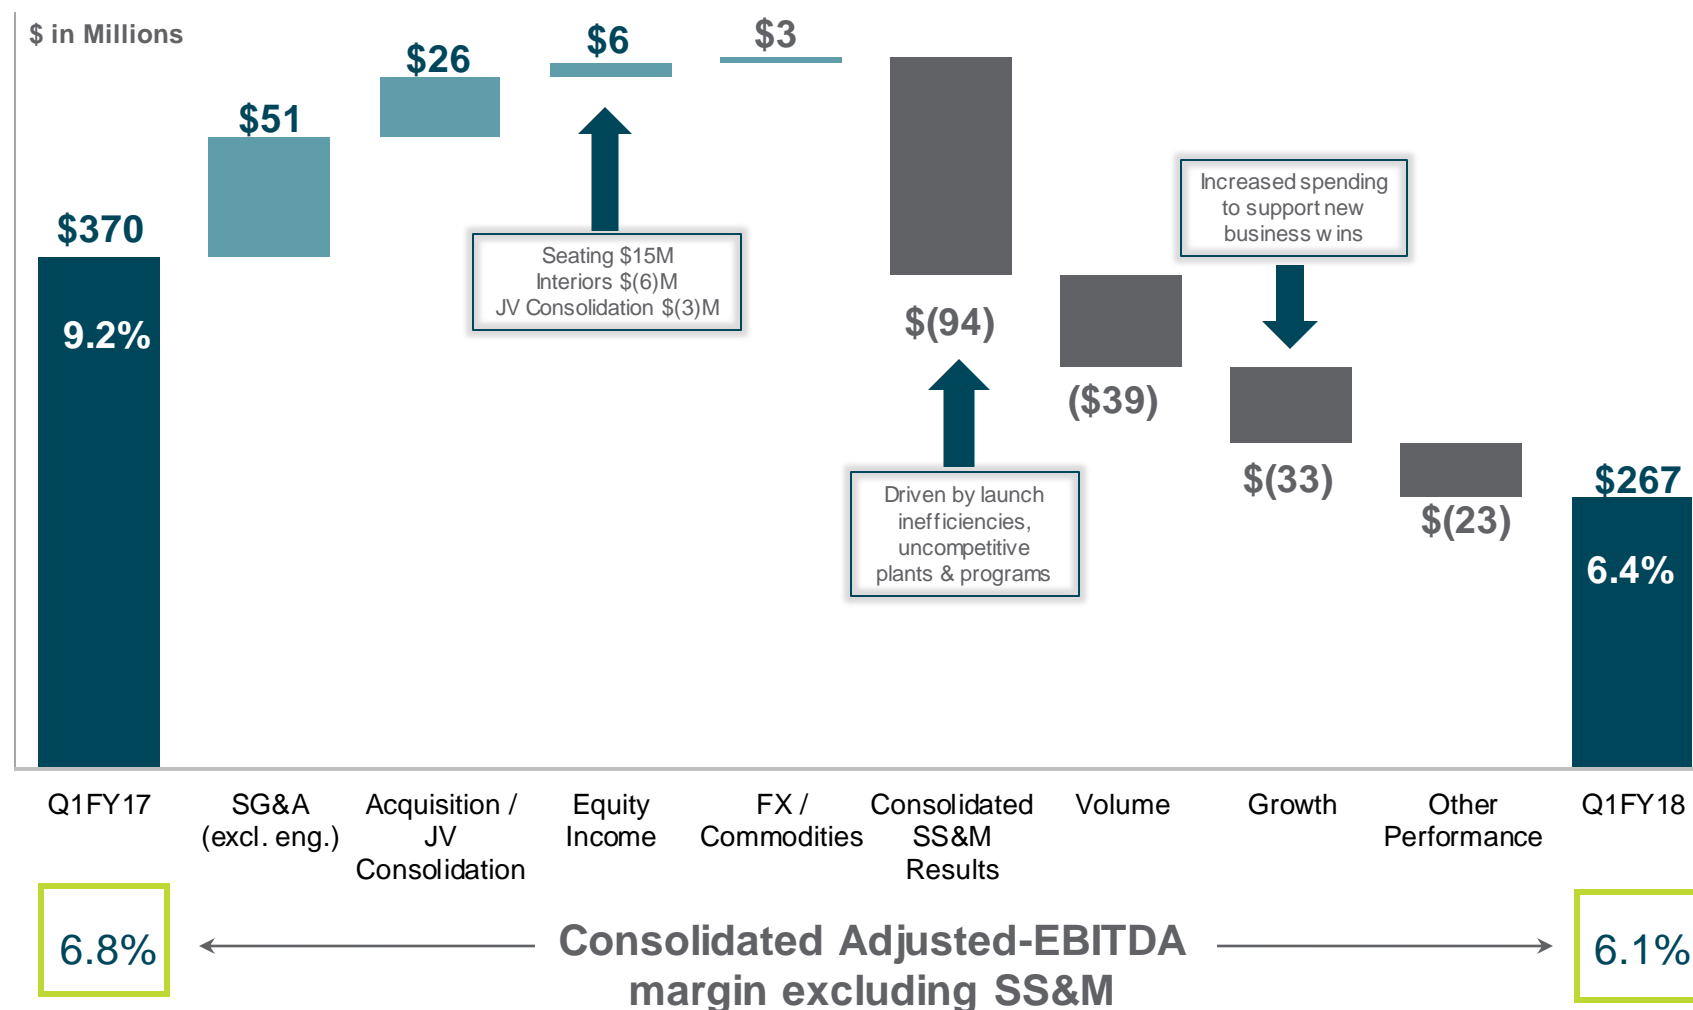 $ in Millions
$370
9.2%
$51
$26
$6
$3
Seating $15M
Interiors $(6)M
JV Consolidation $(3)M
$(94)
Driven by launch
inefficiencies,
uncompetitive
plants & programs
($39)
Increased spending
to support new
business wins
$(33)
$(23)
$267
6.4%
Q1FY17
SG&A
(excl. eng.)
Acquisition /
JV
Consolidation
Equity
Income
FX /
Commodities
Consolidated
SS&M
Results
Volume
Growth
Other
Performance
Q1FY18
6.8%
Consolidated Adjusted-EBITDA
margin excluding SS&M
6.1%